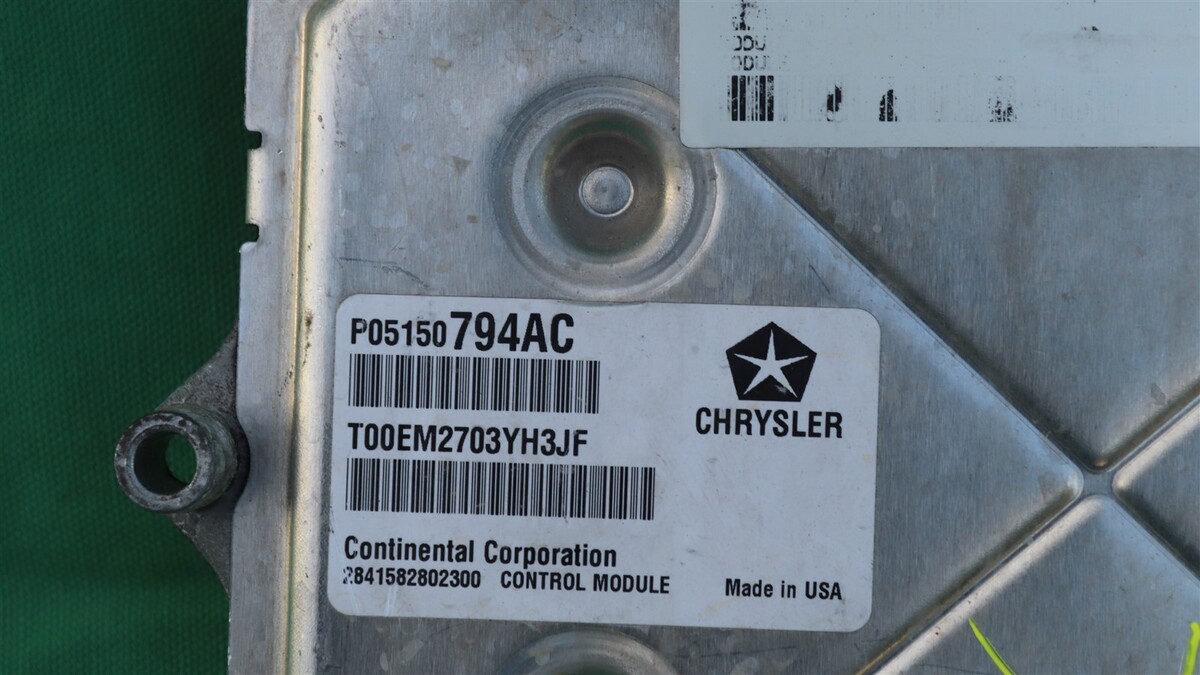 P05150794AC
CHRYSLER
T00EM2703YH3JF
Continental Corporation
2841582802300 CONTROL MODULE
Made in USA